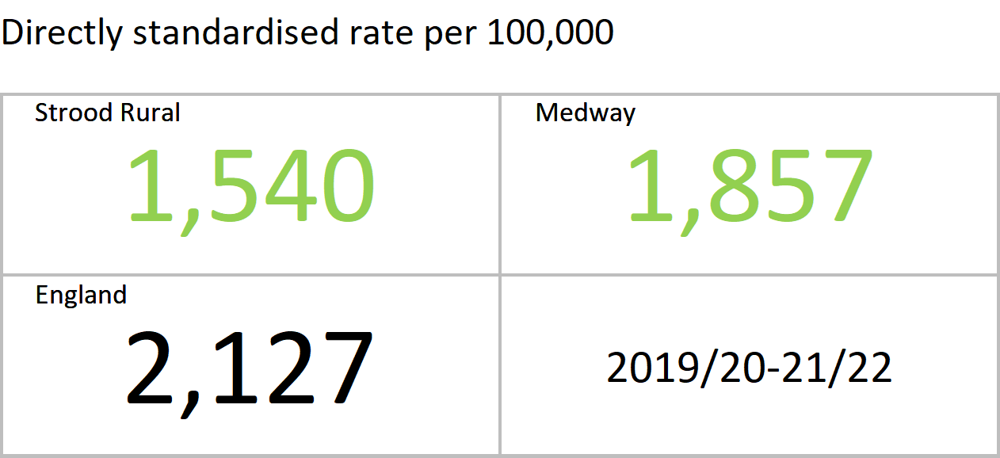 Directly standardised rate per 100,000
Strood Rural
1,540
Medway
1,857
England
2,127
2019/20-21/22